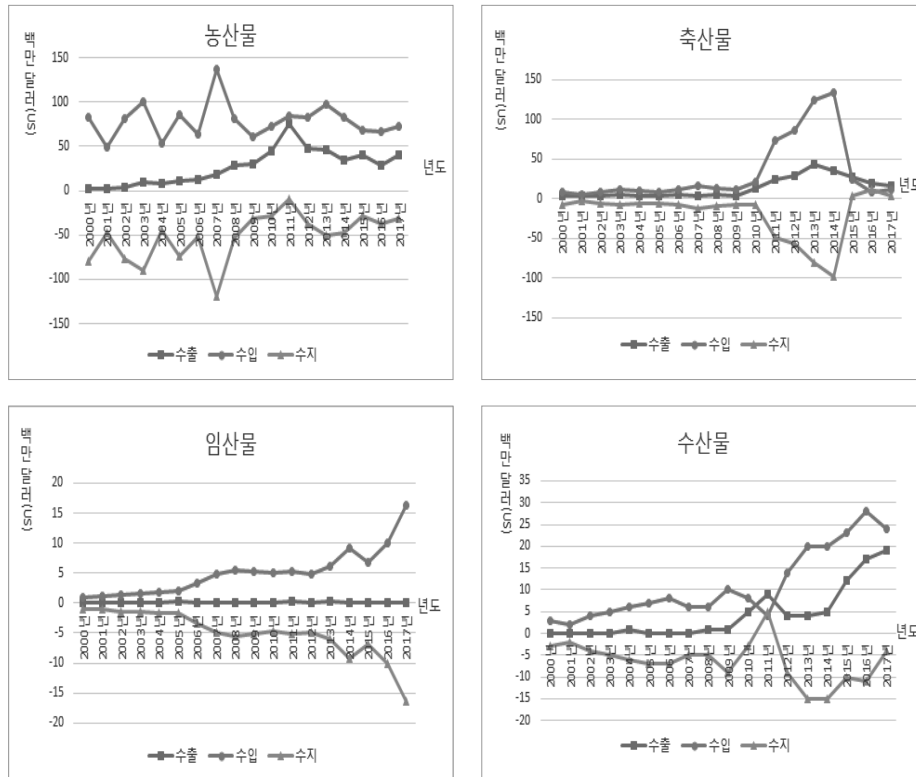 농산물
백만달러(US)
150
100
50
0
-50
-100
-150
년도
2000년
2001년
2002년
2003년
2004년
2005년
2006년
2007년
2008년
2009년
2010년
2011년
2012년
2013년
2014년
2015년
2016년
2017년
수출 수입 수지
축산물
백만달러(US)
150
100
50
0
-50
-100
-150
년도
2000년
2001년
2002년
2003년
2004년
2005년
2006년
2007년
2008년
2009년
2010년
2011년
2012년
2013년
2014년
2015년
2016년
2017년
수출 수입 수지
임산물
백만달러(US)
20
15
10
5
0
-5
-10
-15
-20
년도
2000년
2001년
2002년
2003년
2004년
2005년
2006년
2007년
2008년
2009년
2010년
2011년
2012년
2013년
2014년
2015년
2016년
2017년
수출 수입 수지
수산물
백만달러(US)
35
30
25
20
15
10
5
0
-5
-10
-15
-20
년도
2000년
2001년
2002년
2003년
2004년
2005년
2006년
2007년
2008년
2009년
2010년
2011년
2012년
2013년
2014년
2015년
2016년
2017년
수출 수입 수지